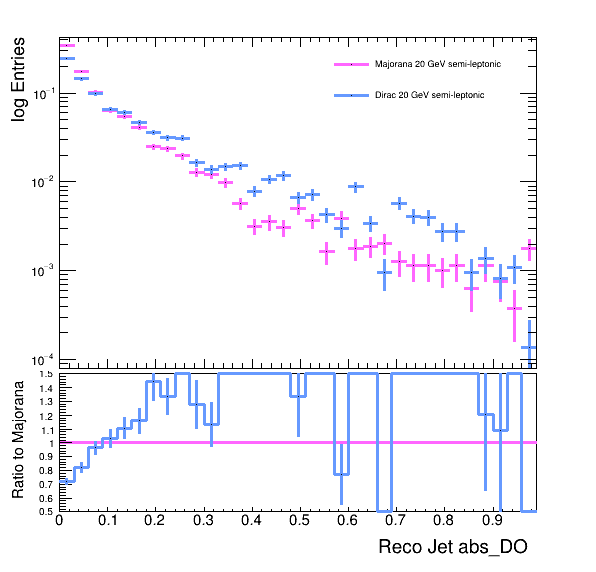 log Entries
Majorana 20 GeV semi-leptonic
Dirac 20 GeV semi-leptonic
10⁻¹
10⁻²
10⁻³
10⁻⁴
Ratio to Majorana
1.5
1.4
1.3
1.2
1.1
1
0.9
0.8
0.7
0.6
0.5
0 0.1 0.2 0.3 0.4 0.5 0.6 0.7 0.8 0.9
Reco Jet abs_DO